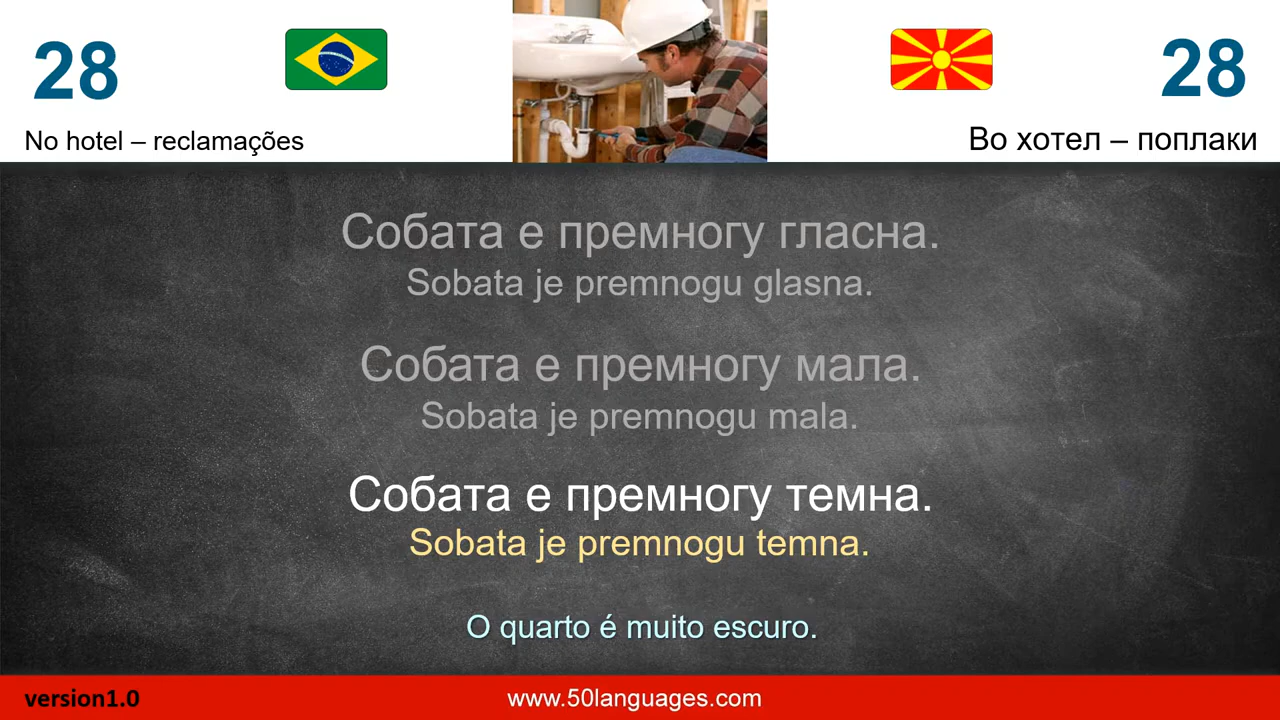 28
28
No hotel – reclamações
Во хотел – поплаки
Собата е премногу гласна.
Sobata je premnogu glasna.
Собата е премногу мала.
Sobata je premnogu mala.
Собата е премногу темна.
Sobata je premnogu temna.
O quarto é muito escuro.
version1.0
www.50languages.com